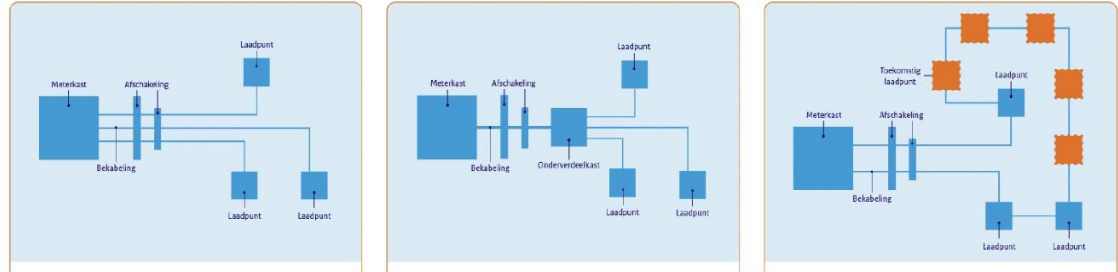 Laadpunt
Meterkast
Afschakeling
Bekabeling
Laadpunt
Laadpunt
Laadpunt
Meterkast
Afschakeling
Bekabeling
Onderverdeelkast
Laadpunt
Laadpunt
Toekomstig
laadpunt
Laadpunt
Meterkast
Afschakeling
Bekabeling
Laadpunt
Laadpunt